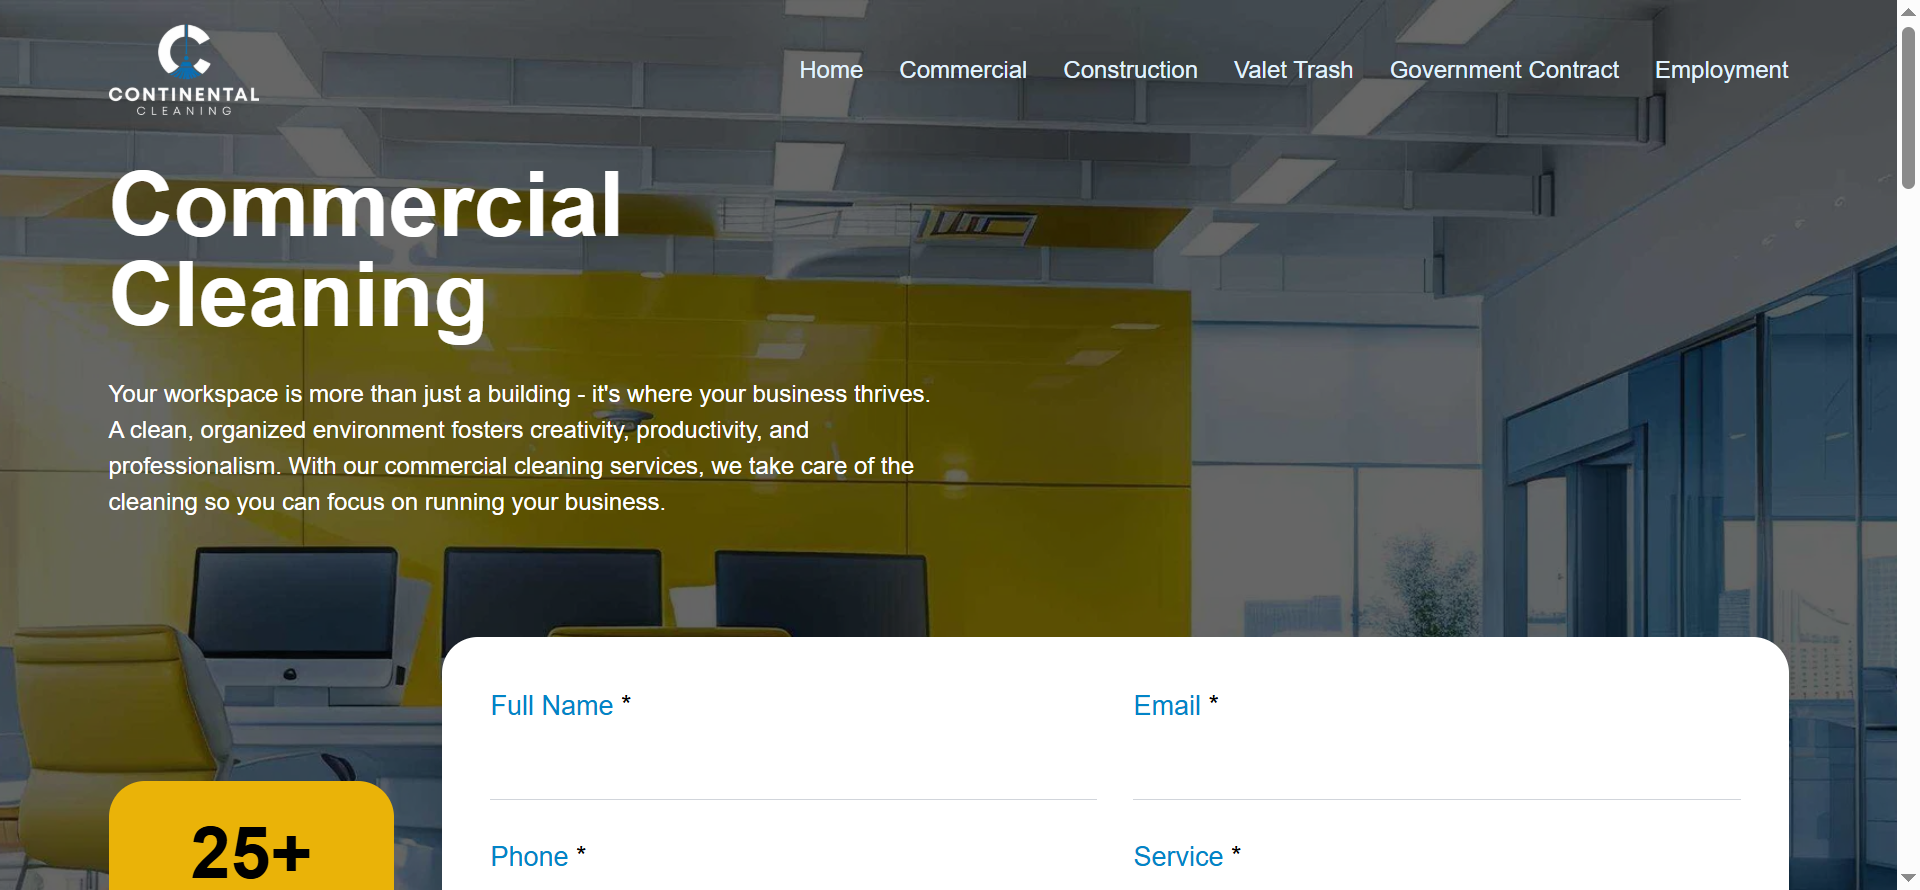 CONTINENTAL
CLEANING
Home Commercial Construction Valet Trash Government Contract Employment
Commercial
Cleaning
Your workspace is more than just a building - it's where your business thrives.
A clean, organized environment fosters creativity, productivity, and
professionalism. With our commercial cleaning services, we take care of the
cleaning so you can focus on running your business.
Full Name *
Email *
Phone *
Service *
25+